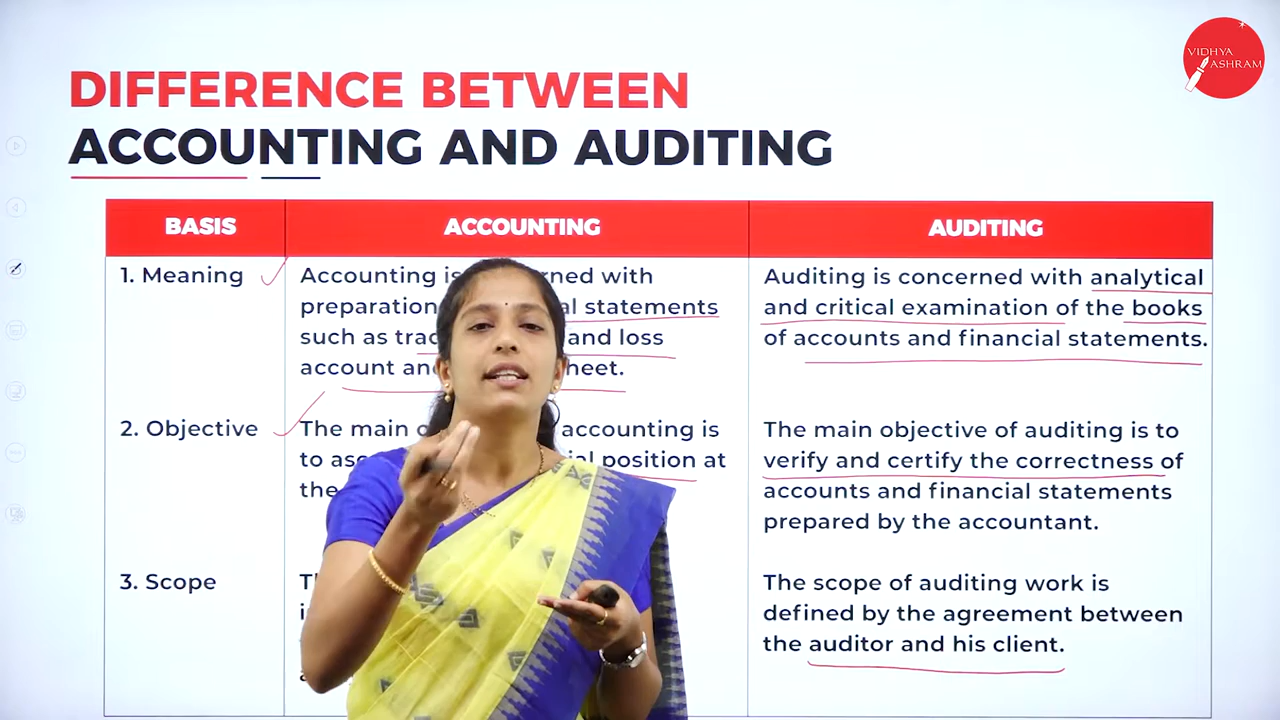 VIDHYA
ASHRAM
DIFFERENCE BETWEEN
ACCOUNTING AND AUDITING
BASIS ACCOUNTING AUDITING
1. Meaning
Accounting is with
preparation statements
such as and loss
account
Auditing is concerned with analytical
and critical examination of the books
of accounts and financial statements.
2. Objective
The main accounting is
to position at
the
The main objective of auditing is to
verify and certify the correctness of
accounts and financial statements
prepared by the accountant.
3. Scope
The scope of auditing work is
defined by the agreement between
the auditor and his client.